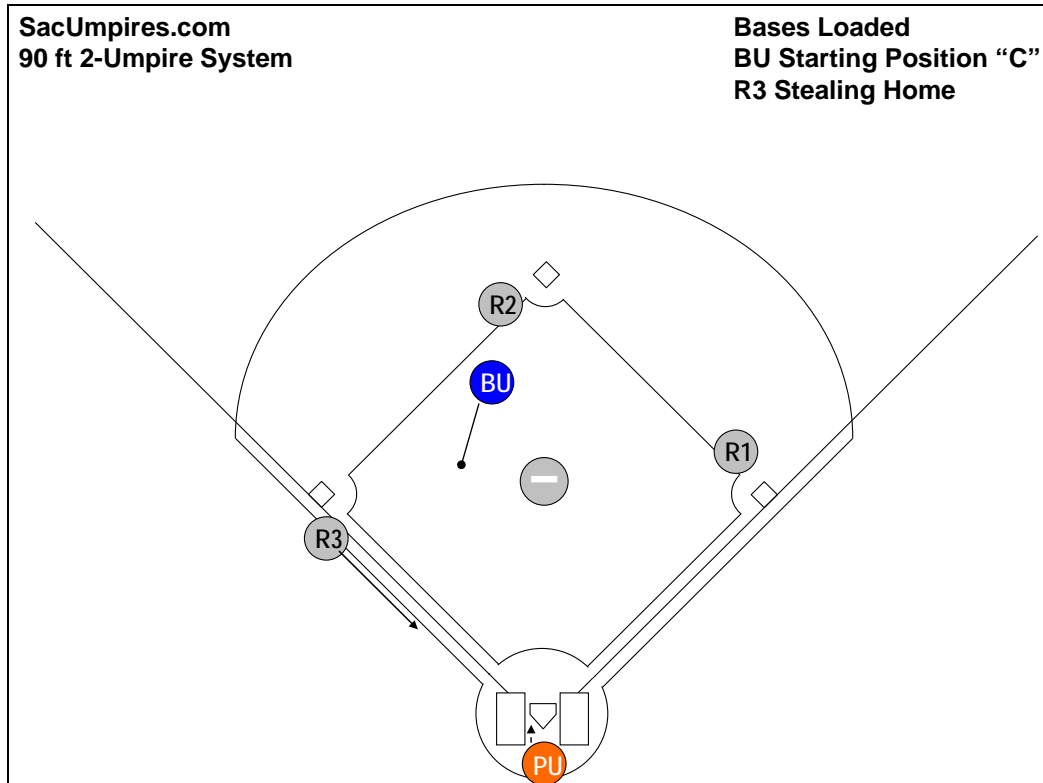 SacUmpires.com
90 ft 2-Umpire System
Bases Loaded
BU Starting Position “C”
R3 Stealing Home
R2
BU
R1
R3
PU